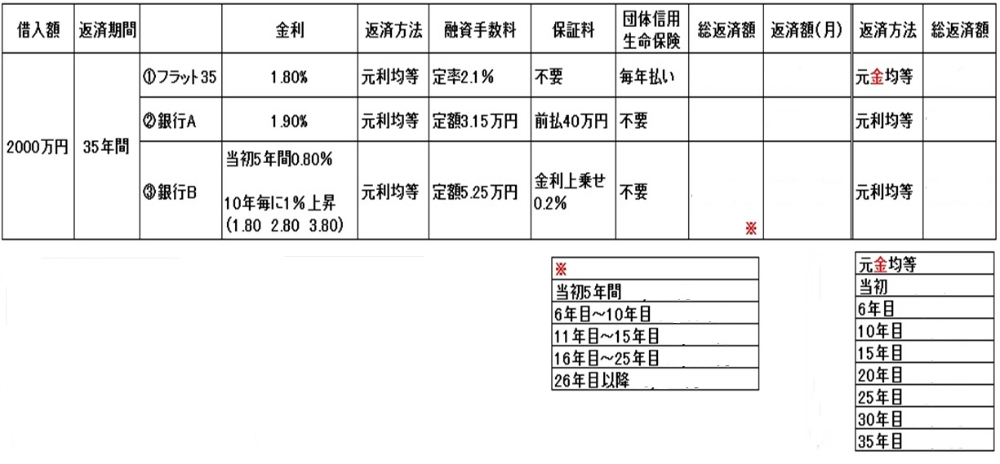 借入額 返済期間 金利 返済方法 融資手数料 保証料 団体信用 総返済額 返済額(月) 返済方法 総返済額
生命保険
①フラット35 1.80% 元利均等 定率2.1% 不要 毎年払い 元金均等
②銀行A 1.90% 元利均等 定額3.15万円 前払40万円 不要 元利均等
2000万円 35年間
当初5年間0.80%
③銀行B 元利均等 定額5.25万円 金利上乗せ 不要 元利均等
0.2%
10年毎に1%上昇
(1.80 2.80 3.80)
※
※
当初5年間
6年目~10年目
11年目~15年目
16年目~25年目
26年目以降
元金均等
当初
6年目
10年目
15年目
20年目
25年目
30年目
35年目